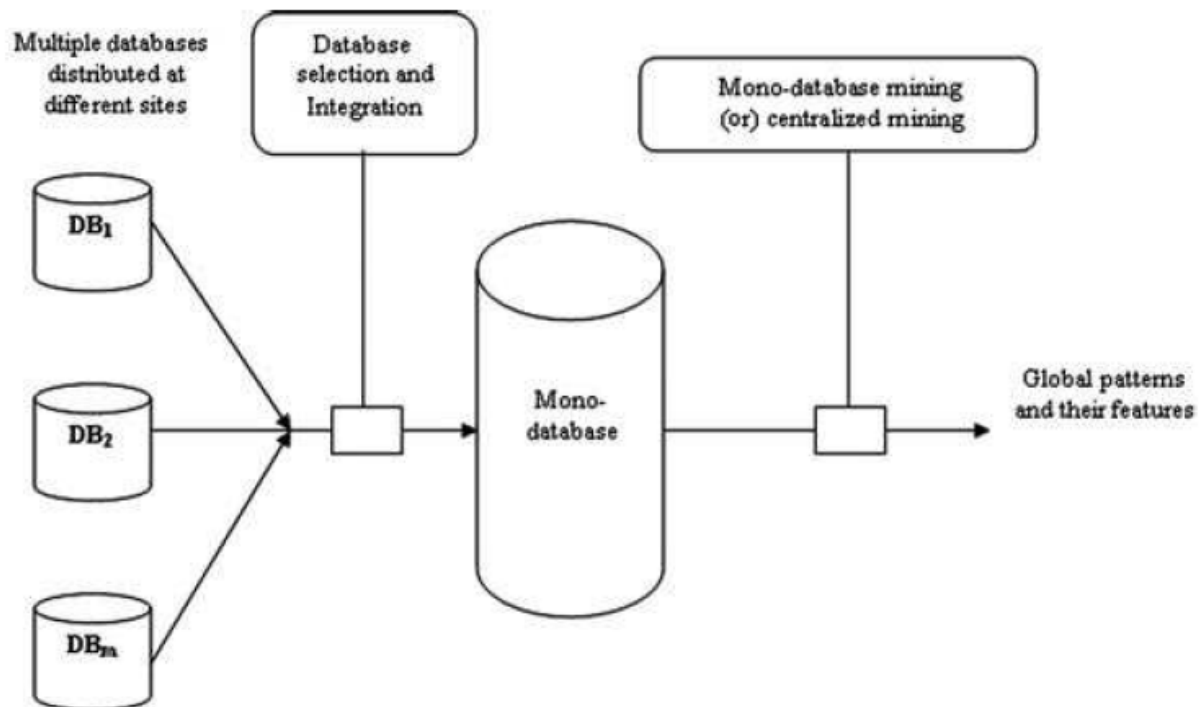 Multiple databases
distributed at
different sites
Database
selection and
Integration
Mono-database mining
(or) centralized mining
DB₁
DB₂
DBₘ
Mono-
database
Global patterns
and their features